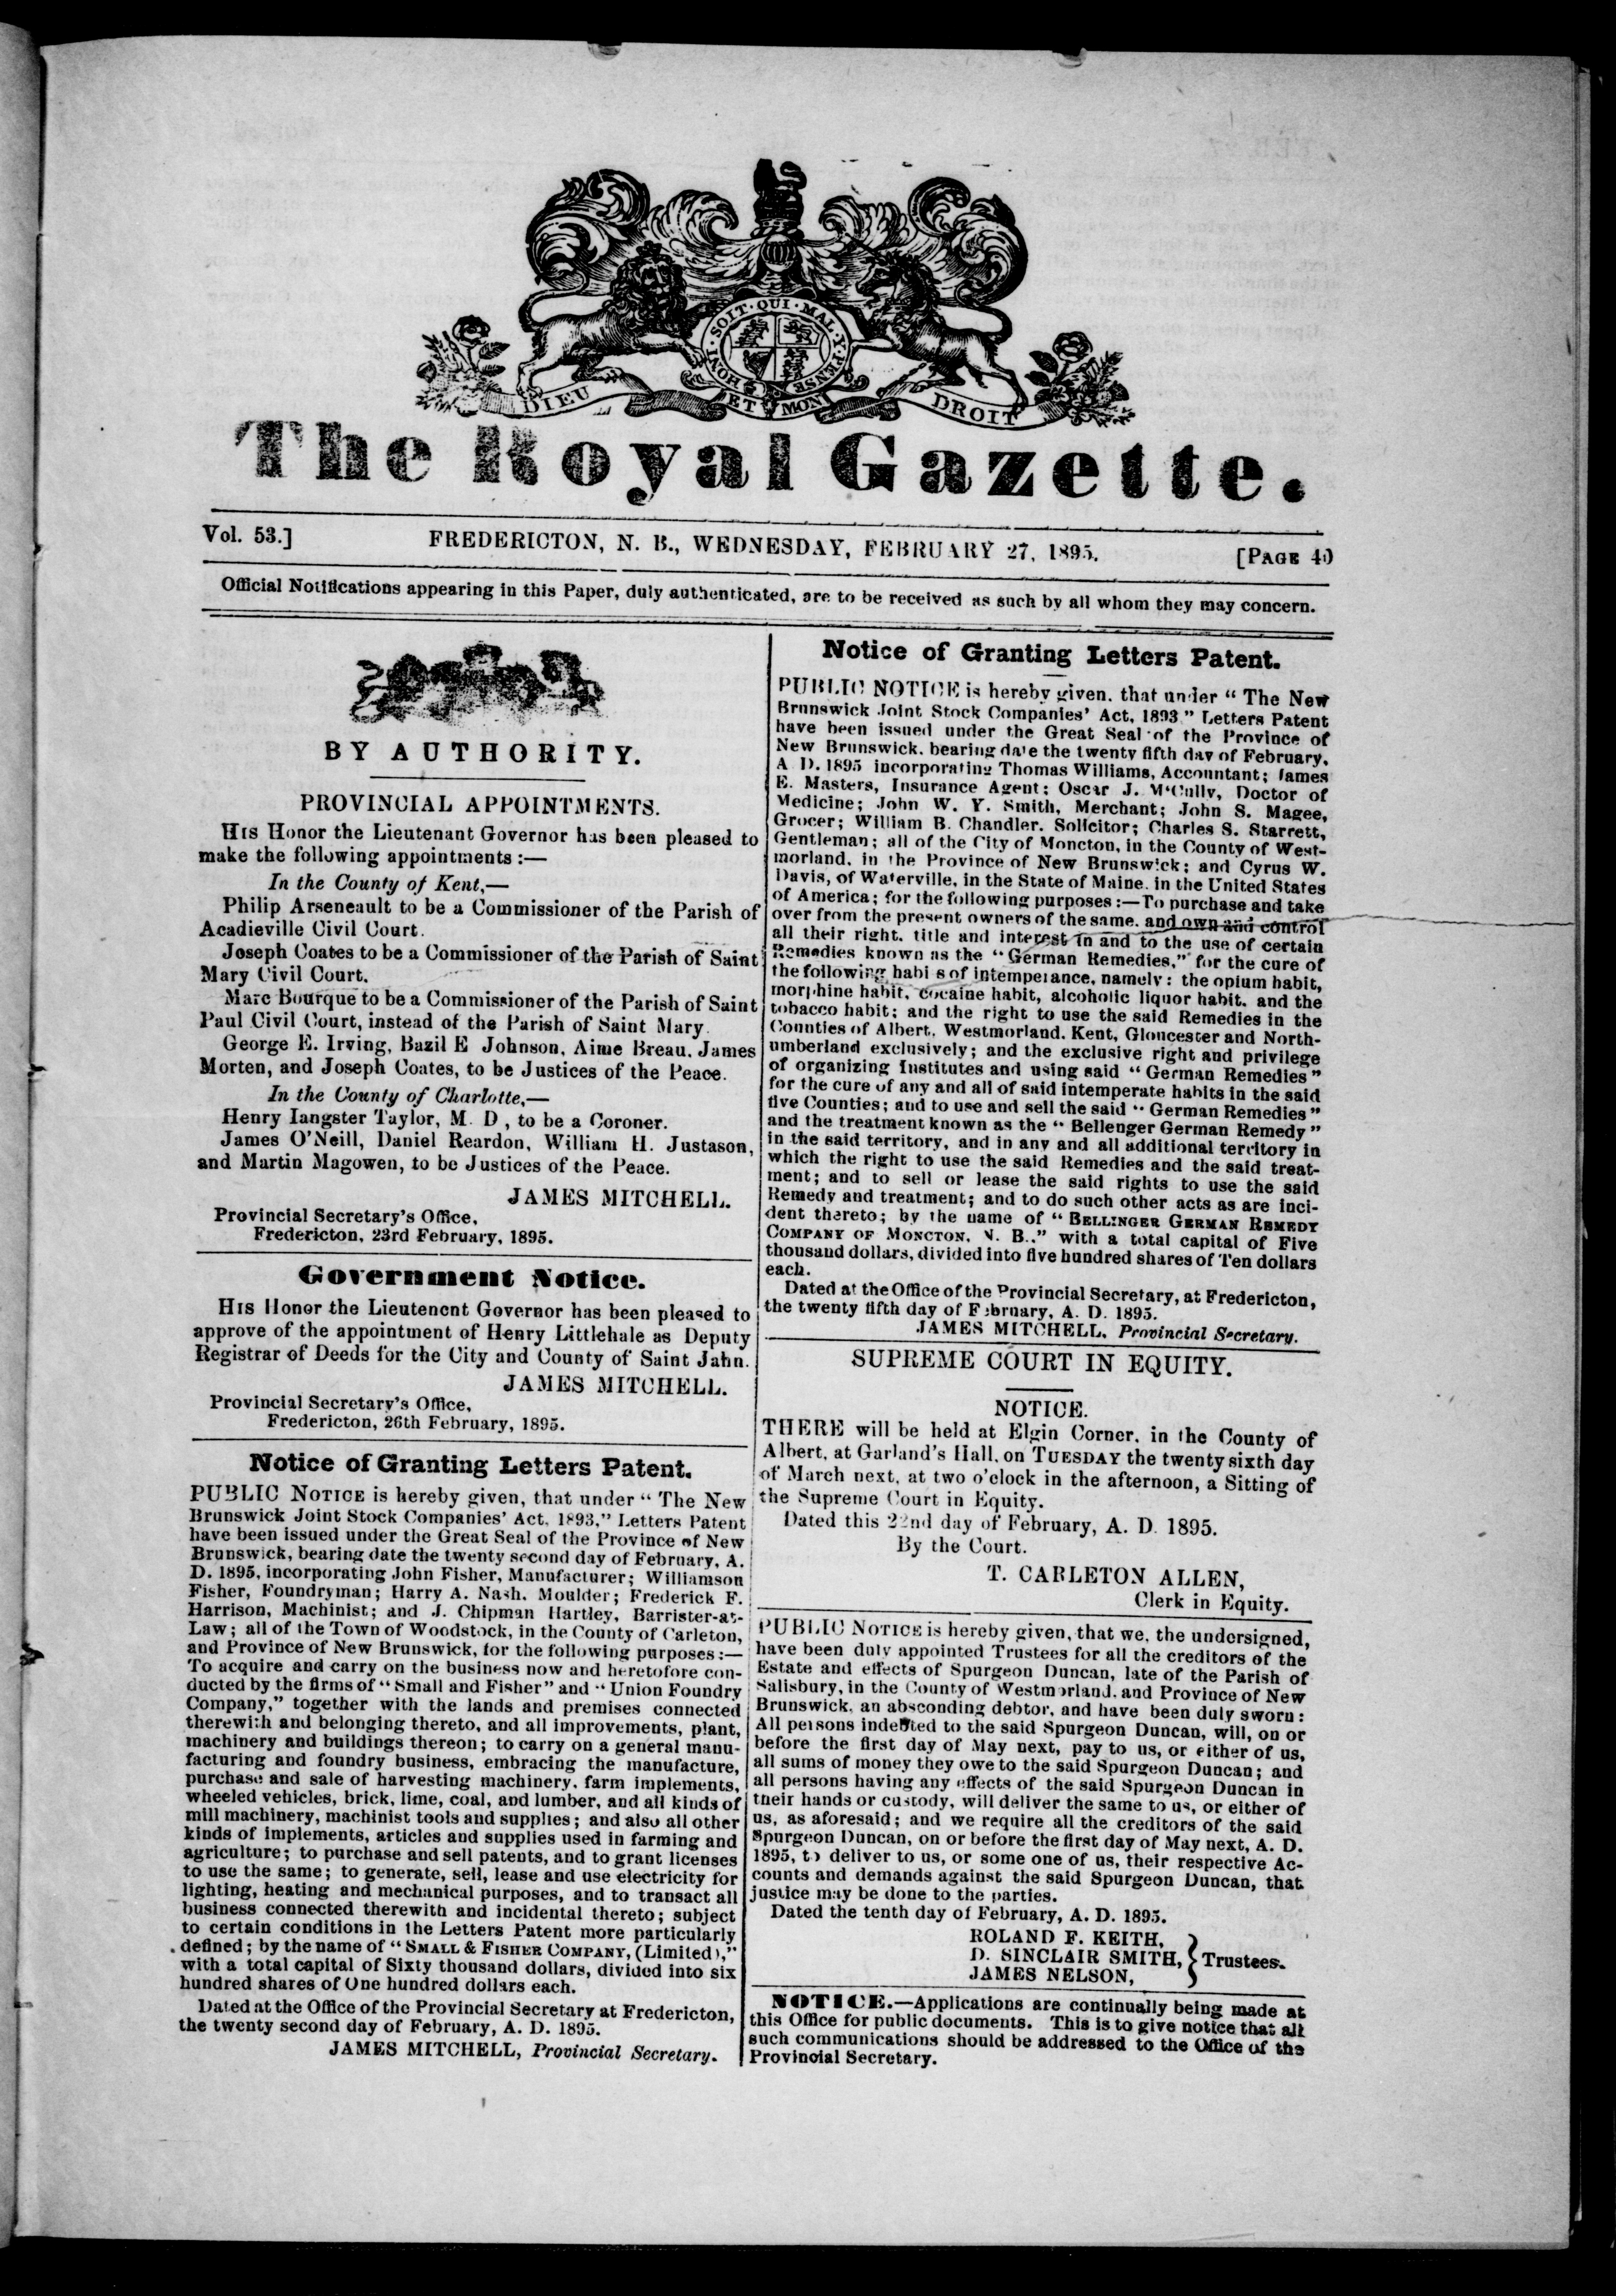 HONI · SOIT · QUI · MAL · Y · PENSE
DIEU ET MON DROIT
The Royal Gazette.
Vol. 53.] FREDERICTON, N. B., WEDNESDAY, FEBRUARY 27, 1895. [PAGE 40
Official Notifications appearing in this Paper, duly authenticated, are to be received as such by all whom they may concern.
BY AUTHORITY.
PROVINCIAL APPOINTMENTS.
HIS Honor the Lieutenant Governor has been pleased to
make the following appointments :—
In the County of Kent,—
Philip Arseneault to be a Commissioner of the Parish of
Acadieville Civil Court.
Joseph Coates to be a Commissioner of the Parish of Saint
Mary Civil Court.
Marc Bourque to be a Commissioner of the Parish of Saint
Paul Civil Court, instead of the Parish of Saint Mary.
George E. Irving, Bazil E Johnson, Aime Breau, James
Morten, and Joseph Coates, to be Justices of the Peace.
In the County of Charlotte,—
Henry Iangster Taylor, M. D , to be a Coroner.
James O'Neill, Daniel Reardon, William H. Justason,
and Martin Magowen, to be Justices of the Peace.
JAMES MITCHELL.
Provincial Secretary's Office,
Fredericton, 23rd February, 1895.
Government Notice.
HIS Honor the Lieutenent Governor has been pleased to
approve of the appointment of Henry Littlehale as Deputy
Registrar of Deeds for the City and County of Saint Jahn.
JAMES MITCHELL.
Provincial Secretary's Office,
Fredericton, 26th February, 1895.
Notice of Granting Letters Patent.
PUBLIC NOTICE is hereby given, that under “ The New
Brunswick Joint Stock Companies' Act, 1893,” Letters Patent
have been issued under the Great Seal of the Province of New
Brunswick, bearing date the twenty second day of February, A.
D. 1895, incorporating John Fisher, Manufacturer; Williamson
Fisher, Foundryman; Harry A. Nash, Moulder; Frederick F.
Harrison, Machinist; and J. Chipman Hartley, Barrister-at-
Law; all of the Town of Woodstock, in the County of Carleton,
and Province of New Brunswick, for the following purposes:—
To acquire and carry on the business now and heretofore con-
ducted by the firms of “ Small and Fisher” and “ Union Foundry
Company,” together with the lands and premises connected
therewith and belonging thereto, and all improvements, plant,
machinery and buildings thereon; to carry on a general manu-
facturing and foundry business, embracing the manufacture,
purchase and sale of harvesting machinery, farm implements,
wheeled vehicles, brick, lime, coal, and lumber, and all kinds of
mill machinery, machinist tools and supplies; and also all other
kinds of implements, articles and supplies used in farming and
agriculture; to purchase and sell patents, and to grant licenses
to use the same; to generate, sell, lease and use electricity for
lighting, heating and mechanical purposes, and to transact all
business connected therewith and incidental thereto; subject
to certain conditions in the Letters Patent more particularly
defined; by the name of “ SMALL & FISHER COMPANY, (Limited),”
with a total capital of Sixty thousand dollars, divided into six
hundred shares of One hundred dollars each.
Dated at the Office of the Provincial Secretary at Fredericton,
the twenty second day of February, A. D. 1895.
JAMES MITCHELL, Provincial Secretary.
Notice of Granting Letters Patent.
PUBLIC NOTICE is hereby given, that under “ The New
Brunswick Joint Stock Companies' Act, 1893 ” Letters Patent
have been issued under the Great Seal of the Province of
New Brunswick, bearing date the twenty fifth day of February,
A D. 1895 incorporating Thomas Williams, Accountant; James
E. Masters, Insurance Agent; Oscar J. M'Cully, Doctor of
Medicine; John W. Y. Smith, Merchant; John S. Magee,
Grocer; William B. Chandler, Solicitor; Charles S. Starrett,
Gentleman; all of the City of Moncton, in the County of West-
morland, in the Province of New Brunswick; and Cyrus W.
Davis, of Waterville, in the State of Maine, in the United States
of America; for the following purposes :—To purchase and take
over from the present owners of the same, and own and control
all their right, title and interest in and to the use of certain
Remedies known as the “German Remedies,” for the cure of
the following habi s of intemperance, namely: the opium habit,
morphine habit, cocaine habit, alcoholic liquor habit, and the
tobacco habit; and the right to use the said Remedies in the
Counties of Albert, Westmorland, Kent, Gloucester and North-
umberland exclusively; and the exclusive right and privilege
of organizing Institutes and using said “ German Remedies ”
for the cure of any and all of said intemperate habits in the said
five Counties; and to use and sell the said “ German Remedies ”
and the treatment known as the “ Bellenger German Remedy ”
in the said territory, and in any and all additional territory in
which the right to use the said Remedies and the said treat-
ment; and to sell or lease the said rights to use the said
Remedy and treatment; and to do such other acts as are inci-
dent thereto; by the name of “ BELLINGER GERMAN REMEDY
COMPANY OF MONCTON, N. B.,” with a total capital of Five
thousand dollars, divided into five hundred shares of Ten dollars
each.
Dated at the Office of the Provincial Secretary, at Fredericton,
the twenty fifth day of February, A. D. 1895.
JAMES MITCHELL, Provincial Secretary.
SUPREME COURT IN EQUITY.
NOTICE.
THERE will be held at Elgin Corner, in the County of
Albert, at Garland's Hall, on TUESDAY the twenty sixth day
of March next, at two o'clock in the afternoon, a Sitting of
the Supreme Court in Equity.
Dated this 22nd day of February, A. D. 1895.
By the Court.
T. CARLETON ALLEN,
Clerk in Equity.
PUBLIC NOTICE is hereby given, that we, the undersigned,
have been duly appointed Trustees for all the creditors of the
Estate and effects of Spurgeon Duncan, late of the Parish of
Salisbury, in the County of Westmorland, and Province of New
Brunswick, an absconding debtor, and have been duly sworn:
All persons indebted to the said Spurgeon Duncan, will, on or
before the first day of May next, pay to us, or either of us,
all sums of money they owe to the said Spurgeon Duncan; and
all persons having any effects of the said Spurgeon Duncan in
their hands or custody, will deliver the same to us, or either of
us, as aforesaid; and we require all the creditors of the said
Spurgeon Duncan, on or before the first day of May next, A. D.
1895, to deliver to us, or some one of us, their respective Ac-
counts and demands against the said Spurgeon Duncan, that
justice may be done to the parties.
Dated the tenth day of February, A. D. 1895.
ROLAND F. KEITH,
D. SINCLAIR SMITH, } Trustees.
JAMES NELSON,
NOTICE.—Applications are continually being made at
this Office for public documents. This is to give notice that all
such communications should be addressed to the Office of the
Provincial Secretary.